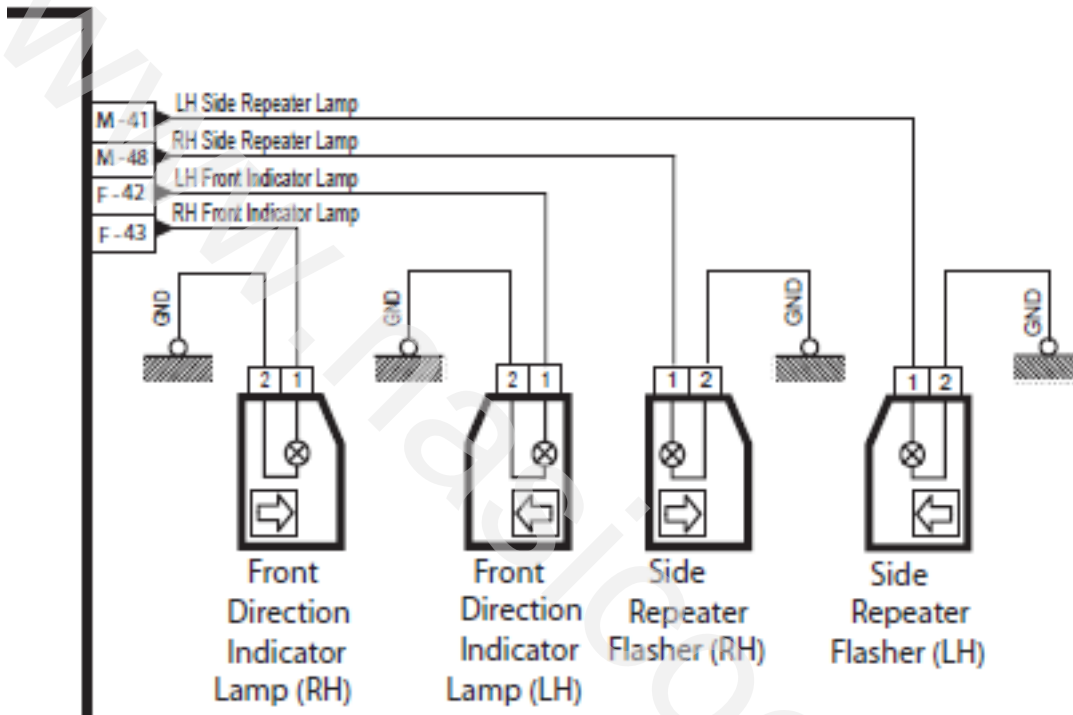 LH Side Repeater Lamp
M-41
RH Side Repeater Lamp
M-48
LH Front Indicator Lamp
F-42
RH Front Indicator Lamp
F-43
GND
GND
GND
GND
2 1
2 1
1 2
1 2
Front
Direction
Indicator
Lamp (RH)
Front
Direction
Indicator
Lamp (LH)
Side
Repeater
Flasher (RH)
Side
Repeater
Flasher (LH)